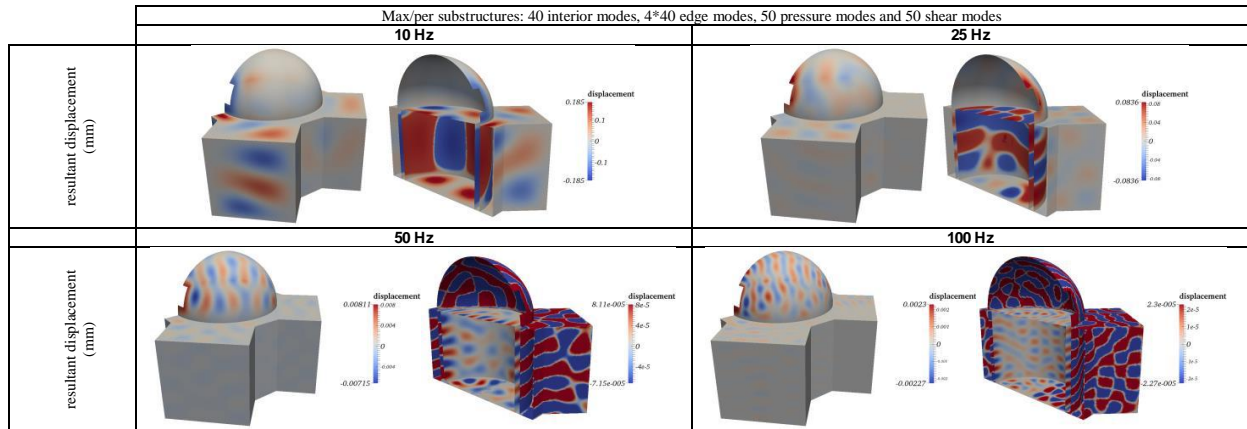 Max/per substructures: 40 interior modes, 4*40 edge modes, 50 pressure modes and 50 shear modes
10 Hz
25 Hz
resultant displacement
(mm)
displacement
0.185
0.1
0
-0.1
-0.185
displacement
0.0836
0.08
0.04
0
-0.04
-0.08
-0.0836
50 Hz
100 Hz
resultant displacement
(mm)
displacement
0.00811
0.008
0.004
0
-0.004
-0.00715
displacement
8.11e-005
8e-5
4e-5
0
-4e-5
-7.15e-005
displacement
0.0023
0.002
0.001
0
-0.00227
displacement
2.3e-005
2e-5
1e-5
0
-1e-5
-2e-5
-2.27e-005